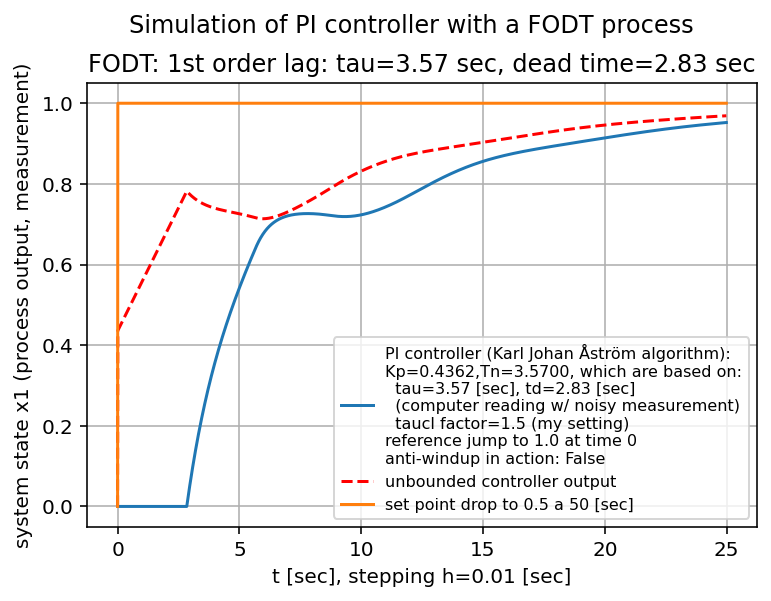 Simulation of PI controller with a FODT process
FODT: 1st order lag: tau=3.57 sec, dead time=2.83 sec
system state x1 (process output, measurement)
1.0
0.8
0.6
0.4
0.2
0.0
PI controller (Karl Johan Åström algorithm):
Kp=0.4362,Tn=3.5700, which are based on:
tau=3.57 [sec], td=2.83 [sec]
(computer reading w/ noisy measurement)
taucl factor=1.5 (my setting)
reference jump to 1.0 at time 0
anti-windup in action: False
unbounded controller output
set point drop to 0.5 a 50 [sec]
0 5 10 15 20 25
t [sec], stepping h=0.01 [sec]